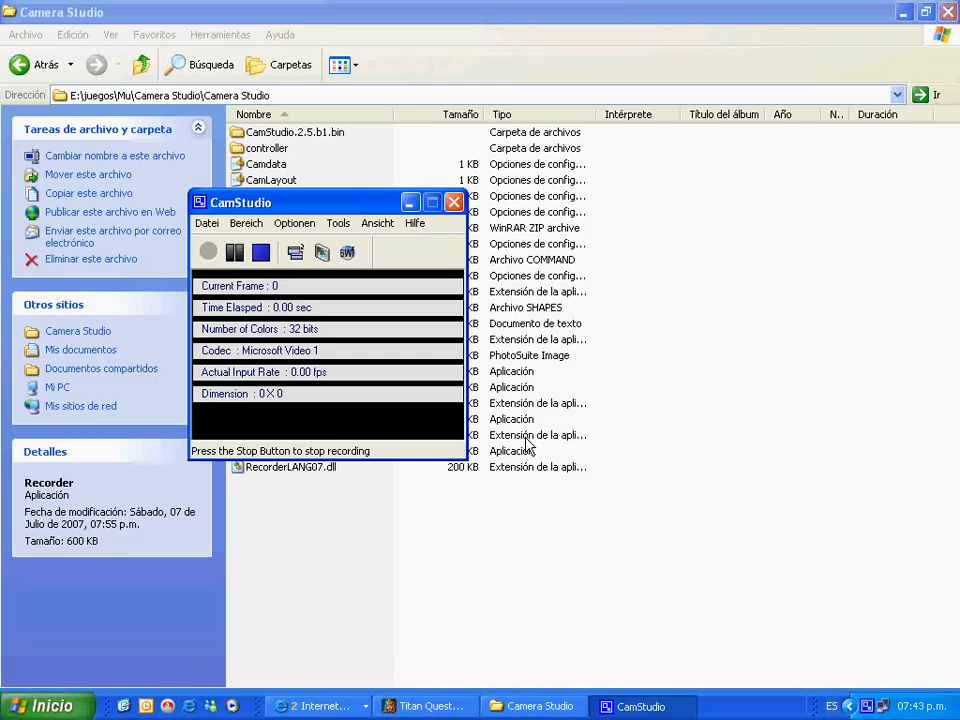 Camera Studio
Archivo Edición Ver Favoritos Herramientas Ayuda
Atrás Búsqueda Carpetas
Dirección E:\juegos\Mu\Camera Studio\Camera Studio Ir
Nombre Tamaño Tipo Intérprete Título del álbum Año N.. Duración
Tareas de archivo y carpeta
Cambiar nombre a este archivo
Mover este archivo
Copiar este archivo
Publicar este archivo en Web
Enviar este archivo por correo
electrónico
Eliminar este archivo
Otros sitios
Camera Studio
Mis documentos
Documentos compartidos
Mi PC
Mis sitios de red
Detalles
Recorder
Aplicación
Fecha de modificación: Sábado, 07 de
Julio de 2007, 07:55 p.m.
Tamaño: 600 KB
CamStudio.2.5.b1.bin Carpeta de archivos
controller Carpeta de archivos
Camdata 1 KB Opciones de config...
CamLayout 1 KB Opciones de config...
KB Opciones de config...
KB Opciones de config...
KB WinRAR ZIP archive
KB Opciones de config...
KB Archivo COMMAND
KB Opciones de config...
KB Extensión de la apli...
KB Archivo SHAPES
KB Documento de texto
KB Extensión de la apli...
KB PhotoSuite Image
KB Aplicación
KB Aplicación
KB Extensión de la apli...
KB Aplicación
KB Extensión de la apli...
KB Aplicación
RecorderLANG07.dll 200 KB Extensión de la apli...
CamStudio
Datei Bereich Optionen Tools Ansicht Hilfe
SWF
Current Frame : 0
Time Elasped : 0.00 sec
Number of Colors : 32 bits
Codec : Microsoft Video 1
Actual Input Rate : 0.00 fps
Dimension : 0 X 0
Press the Stop Button to stop recording
Inicio 2 Internet... Titan Quest... Camera Studio CamStudio ES 07:43 p.m.